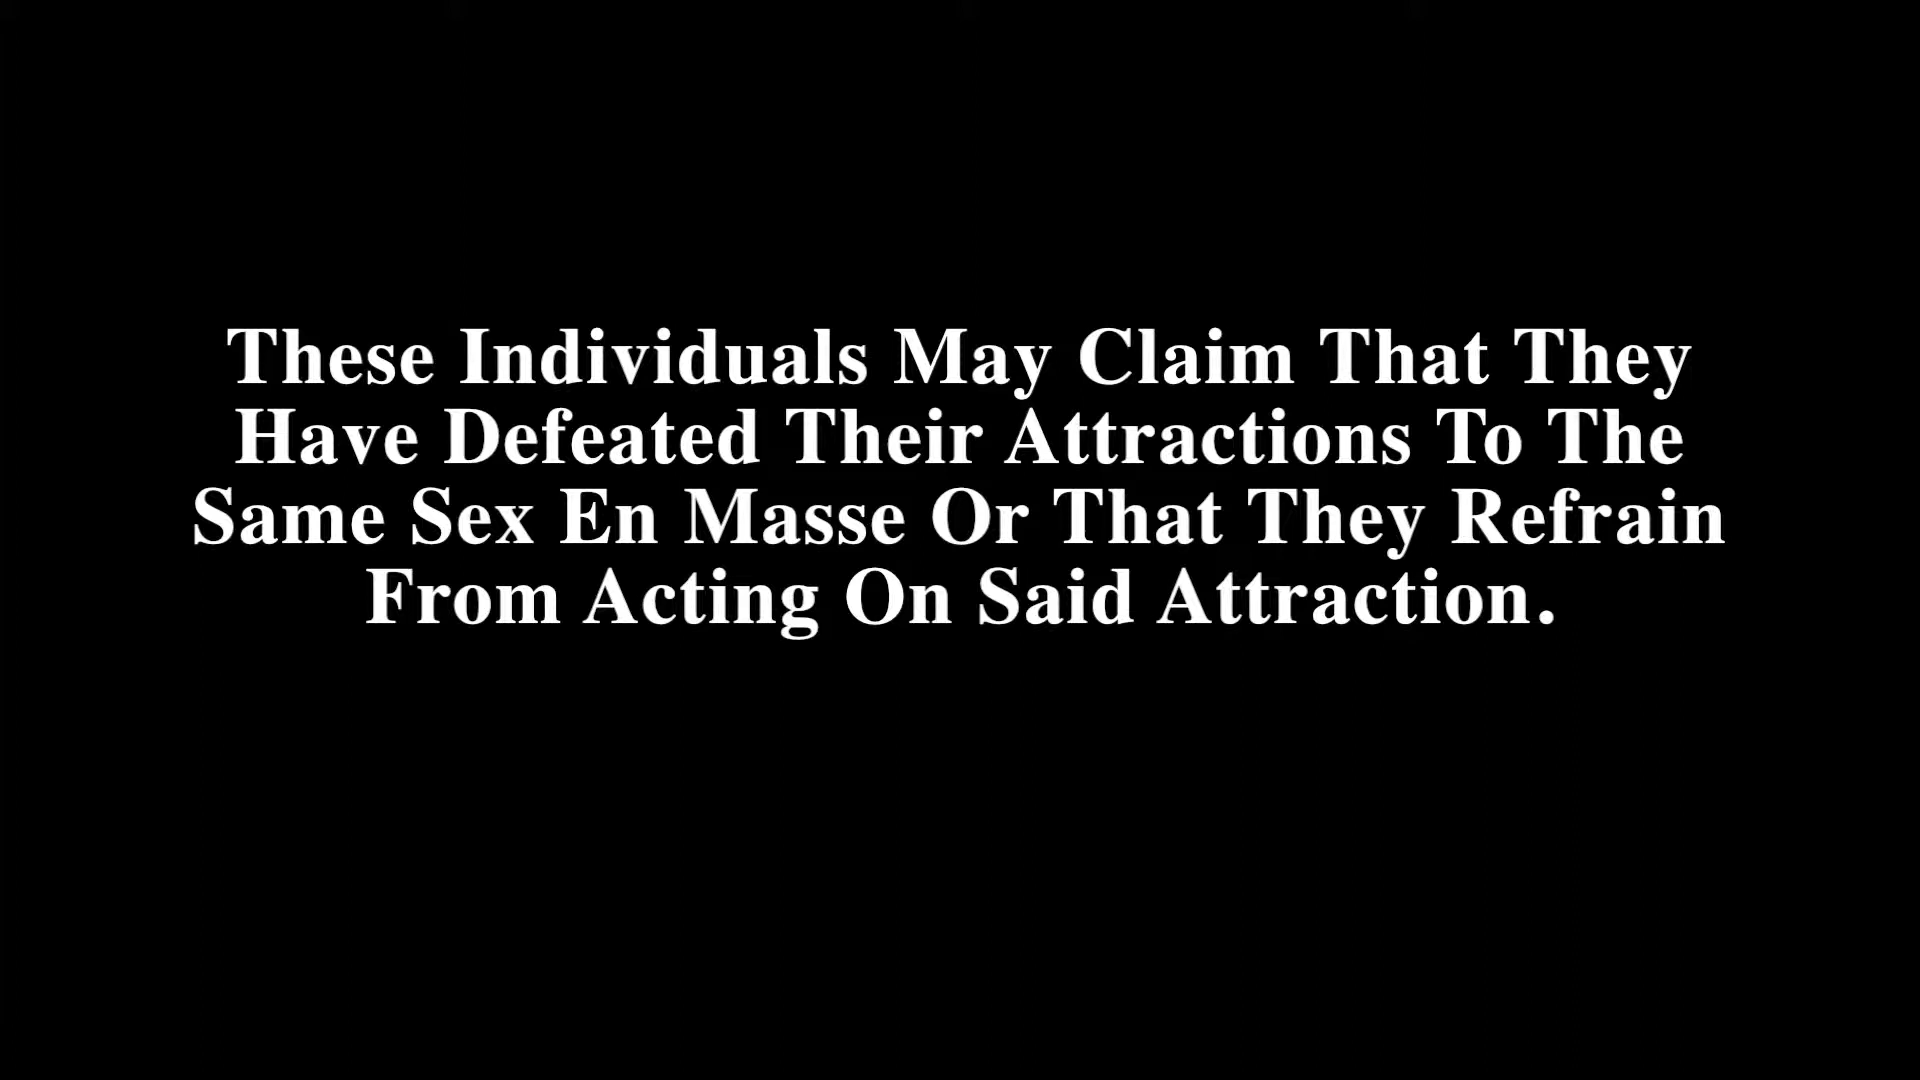 These Individuals May Claim That They
Have Defeated Their Attractions To The
Same Sex En Masse Or That They Refrain
From Acting On Said Attraction.